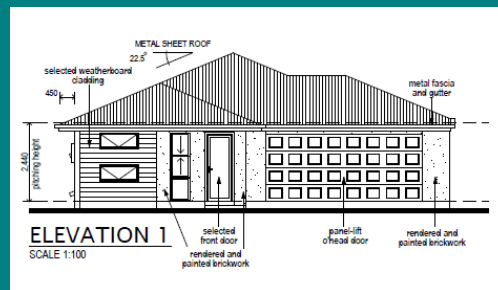 METAL SHEET ROOF
22.5°
selected weatherboard
cladding
450
metal fascia
and gutter
2,440
pitching height
ELEVATION 1
SCALE 1:100
selected
front door
rendered and
painted brickwork
panel-lift
o'head door
rendered and
painted brickwork